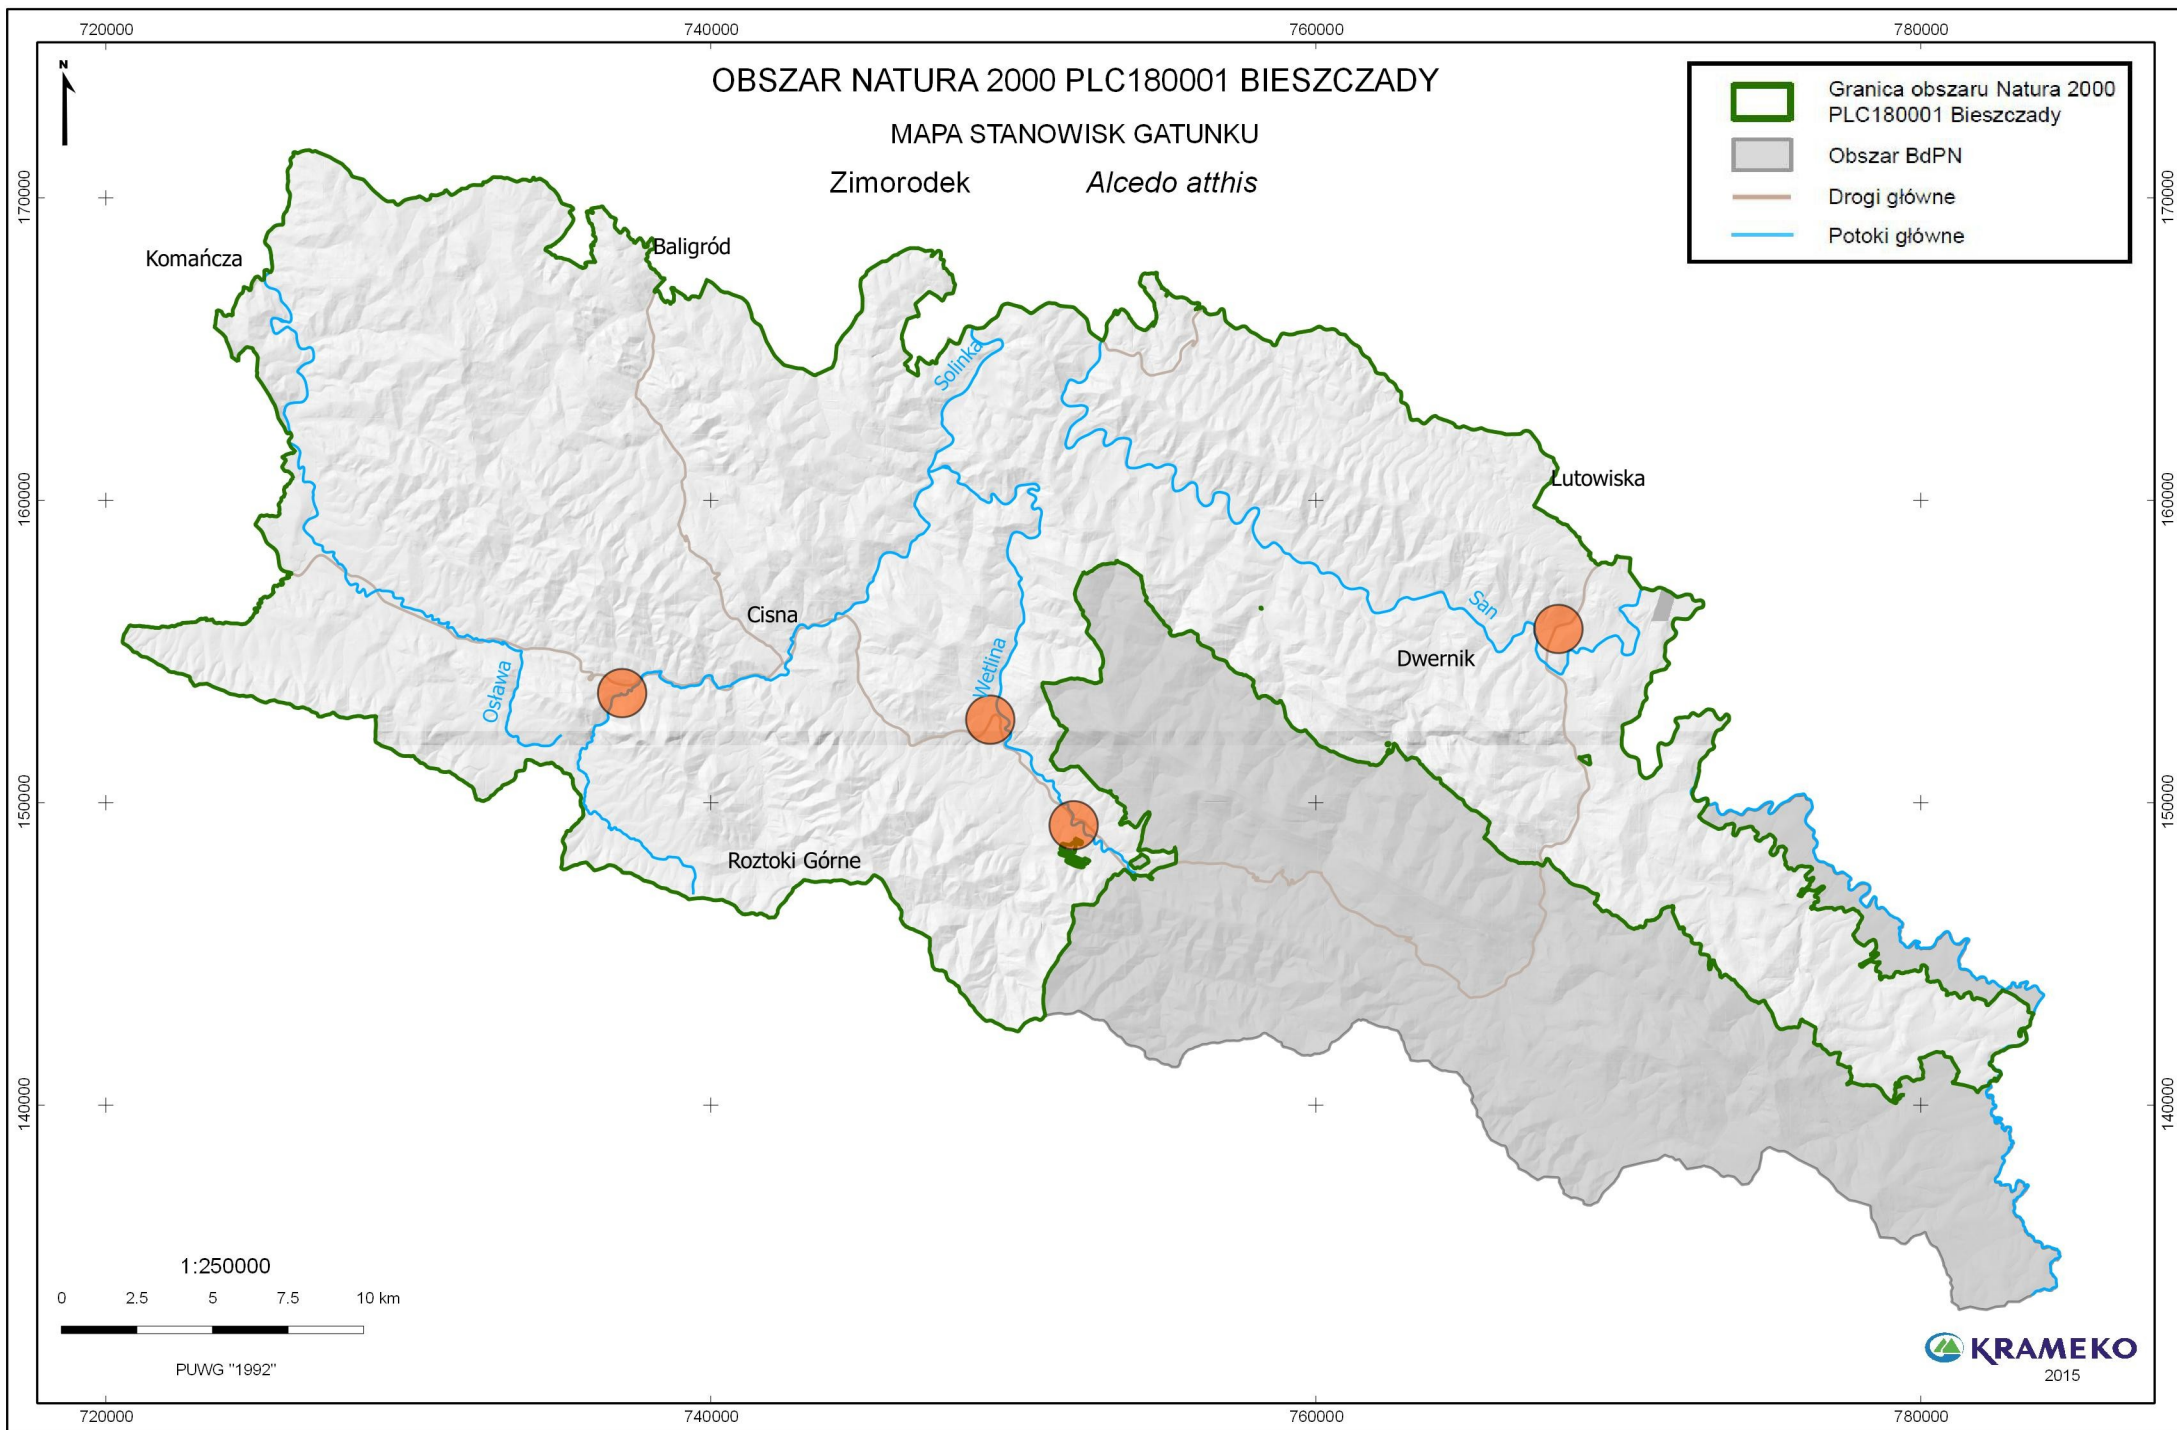 720000 740000 760000 780000
N
OBSZAR NATURA 2000 PLC180001 BIESZCZADY
MAPA STANOWISK GATUNKU
Zimorodek Alcedo atthis
Granica obszaru Natura 2000
PLC180001 Bieszczady
Obszar BdPN
Drogi główne
Potoki główne
170000 170000
Komańcza
Baligród
Solinka
Lutowiska
160000 160000
San
Cisna
Dwernik
Wetlina
Osława
150000 150000
Roztoki Górne
140000 140000
1:250000
0 2.5 5 7.5 10 km
PUWG "1992"
KRAMEKO
2015
720000 740000 760000 780000